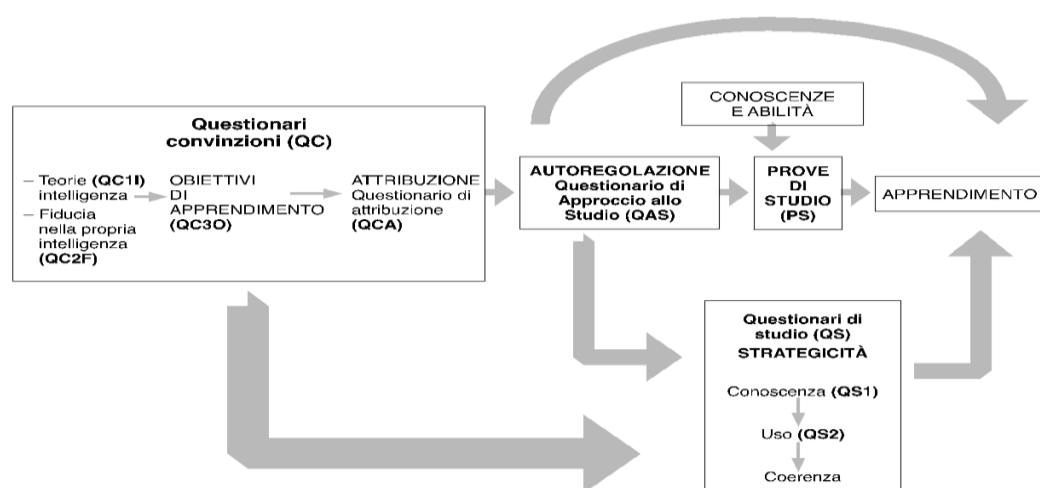 Questionari
convinzioni (QC)
– Teorie (QC1I)
intelligenza
– Fiducia
nella propria
intelligenza
(QC2F)
OBIETTIVI
DI
APPRENDIMENTO
(QC3O)
ATTRIBUZIONE
Questionario di
attribuzione
(QCA)
AUTOREGOLAZIONE
Questionario di
Approccio allo
Studio (QAS)
CONOSCENZE
E ABILITÀ
PROVE
DI
STUDIO
(PS)
APPRENDIMENTO
Questionari di
studio (QS)
STRATEGICITÀ
Conoscenza (QS1)
Uso (QS2)
Coerenza